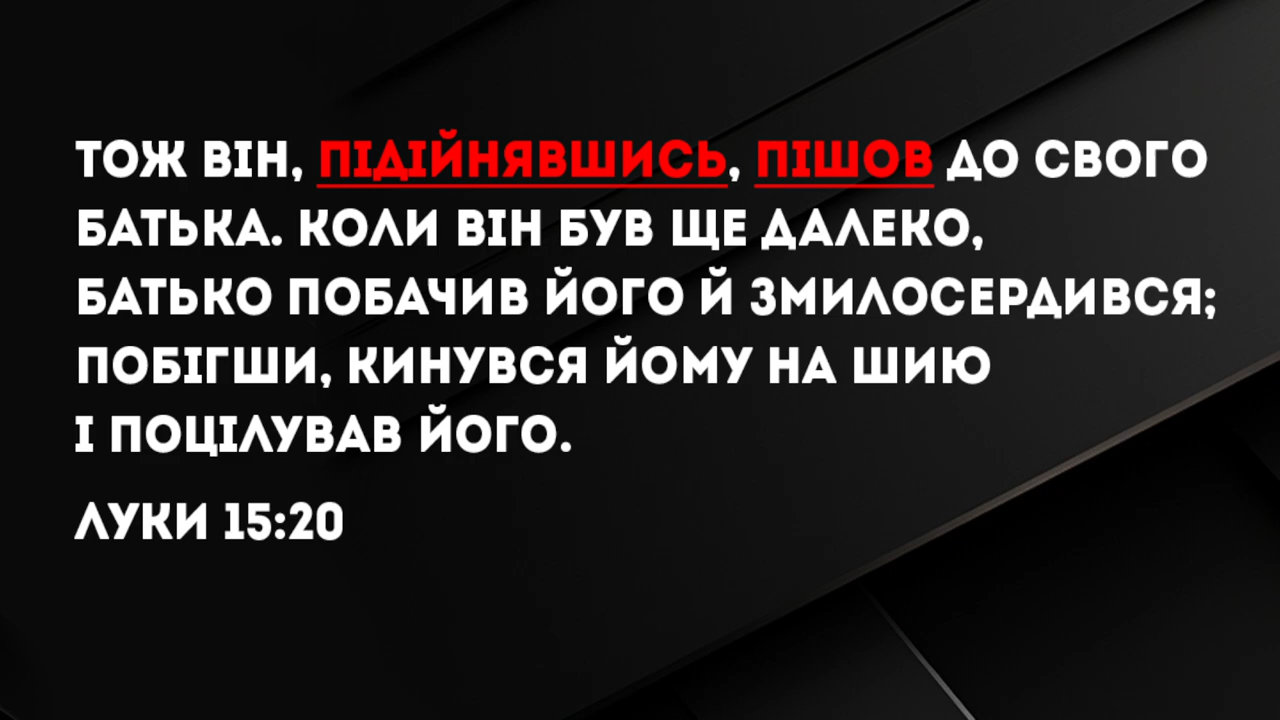 ТОЖ ВІН, ПІДІЙНЯВШИСЬ, ПІШОВ ДО СВОГО
БАТЬКА. КОЛИ ВІН БУВ ЩЕ ДАЛЕКО,
БАТЬКО ПОБАЧИВ ЙОГО Й ЗМИЛОСЕРДИВСЯ;
ПОБІГШИ, КИНУВСЯ ЙОМУ НА ШИЮ
І ПОЦІЛУВАВ ЙОГО.
ЛУКИ 15:20